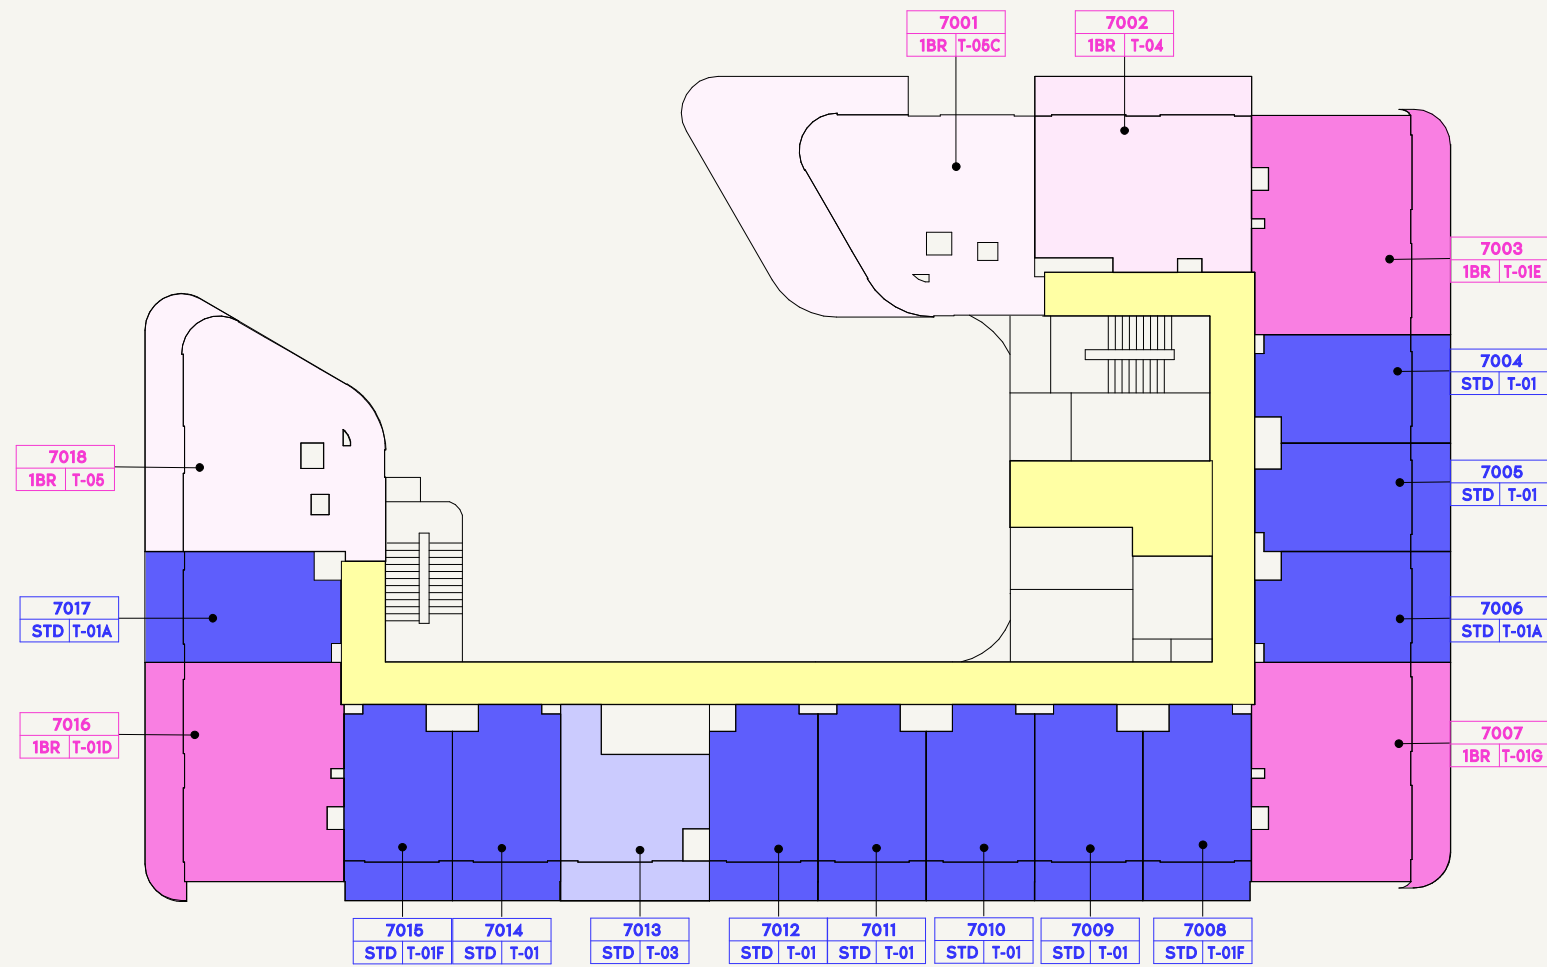 7001
1BR T-05C
7002
1BR T-04
7003
1BR T-01E
7004
STD T-01
7018
1BR T-05
7005
STD T-01
7017
STD T-01A
7006
STD T-01A
7016
1BR T-01D
7007
1BR T-01G
7015
STD T-01F
7014
STD T-01
7013
STD T-03
7012
STD T-01
7011
STD T-01
7010
STD T-01
7009
STD T-01
7008
STD T-01F